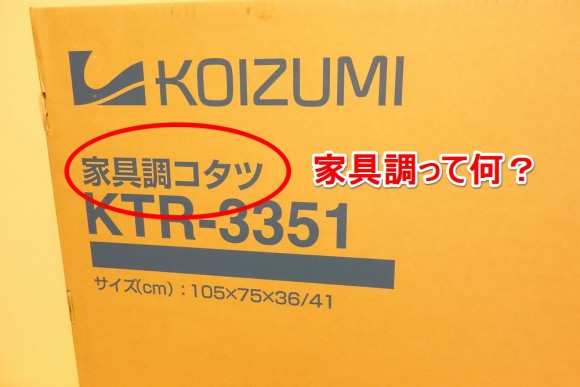 KOIZUMI
家具調コタツ
家具調って何？
KTR-3351
サイズ(cm)：105×75×36/41